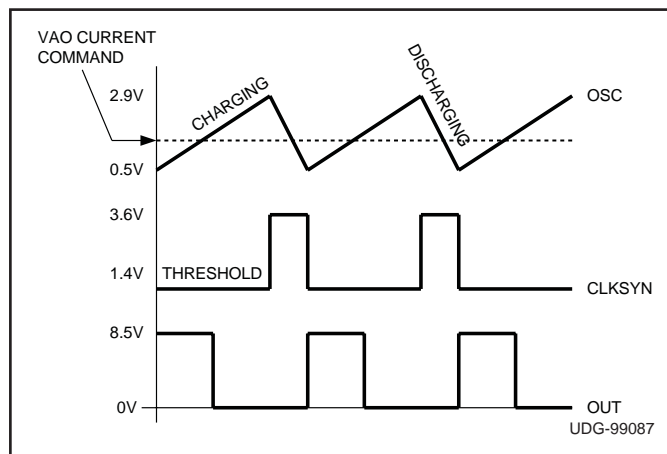 VAO CURRENT
COMMAND
2.9V
CHARGING
DISCHARGING
OSC
0.5V
3.6V
1.4V
THRESHOLD
CLKSYN
8.5V
0V
OUT
UDG-99087